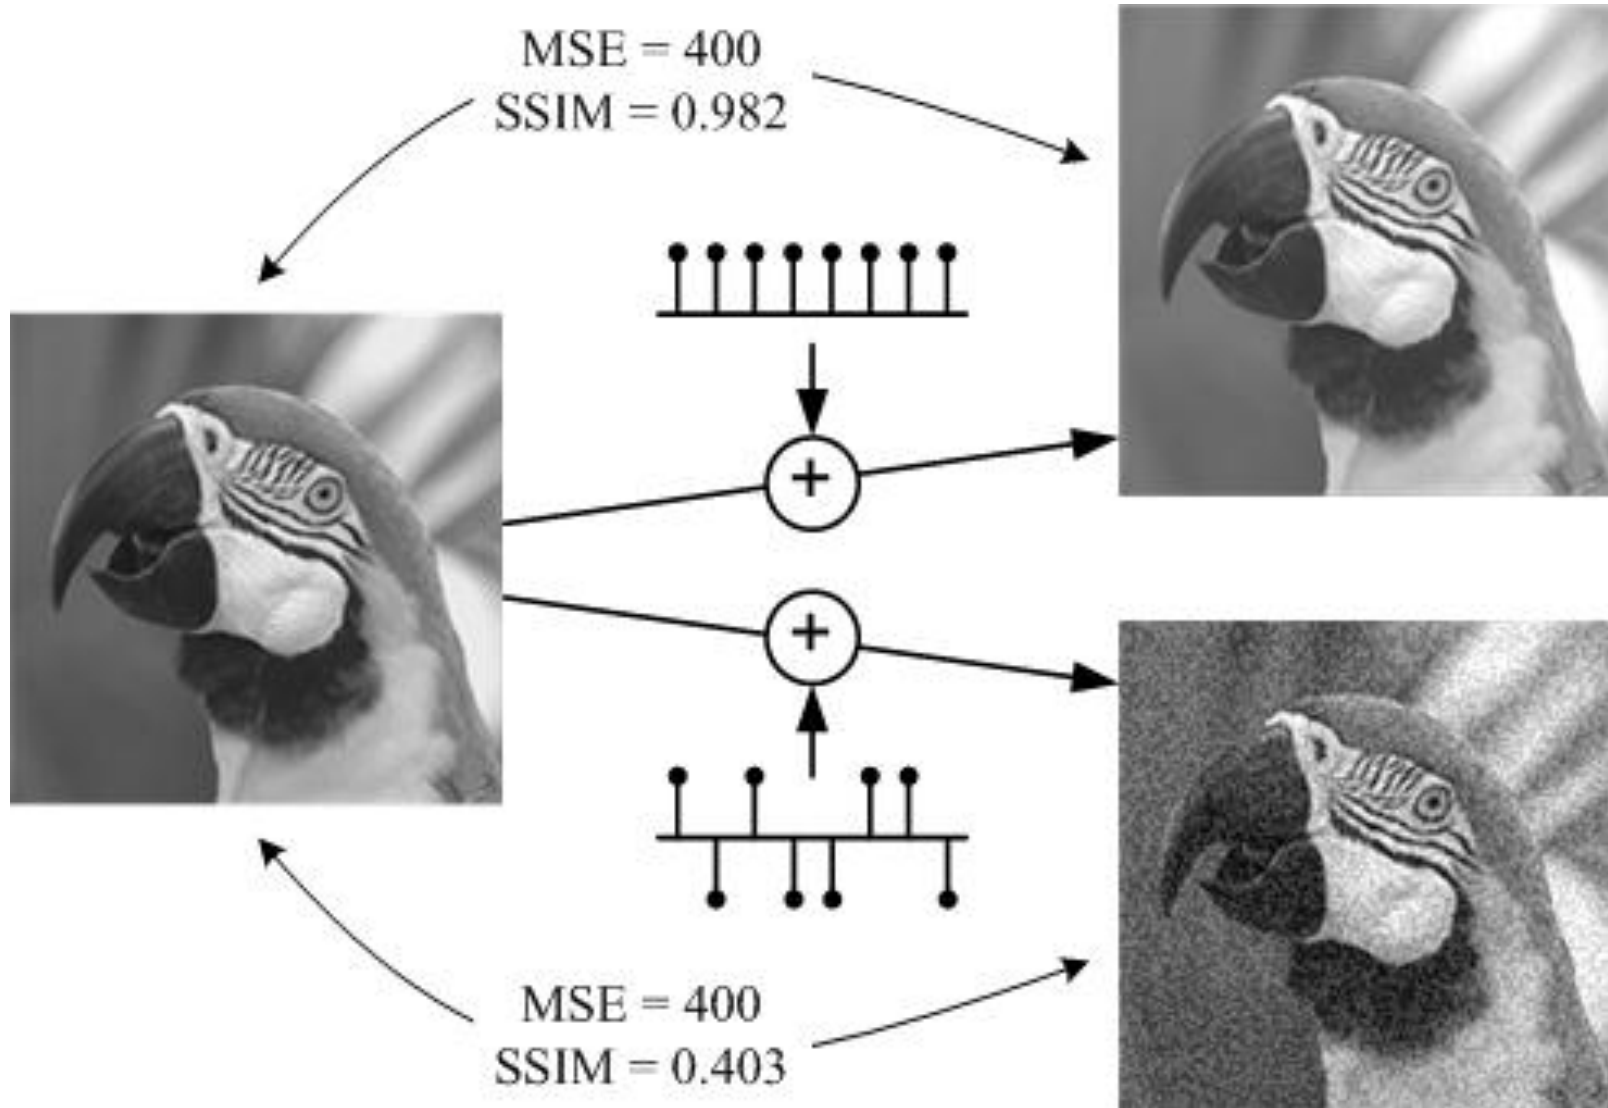 MSE = 400
SSIM = 0.982
+
+
MSE = 400
SSIM = 0.403